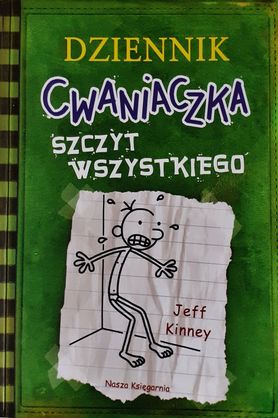 DZIENNIK
CWANIACZKA
SZCZYT
WSZYSTKIEGO
Jeff
Kinney
Nasza Księgarnia